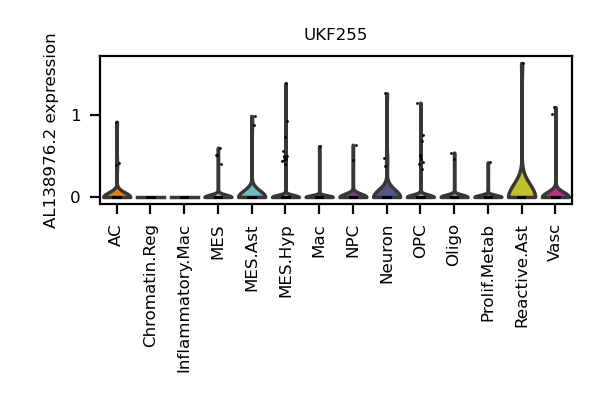 UKF255
AL138976.2 expression
1
0
AC
Chromatin.Reg
Inflammatory.Mac
MES
MES.Ast
MES.Hyp
Mac
NPC
Neuron
OPC
Oligo
Prolif.Metab
Reactive.Ast
Vasc